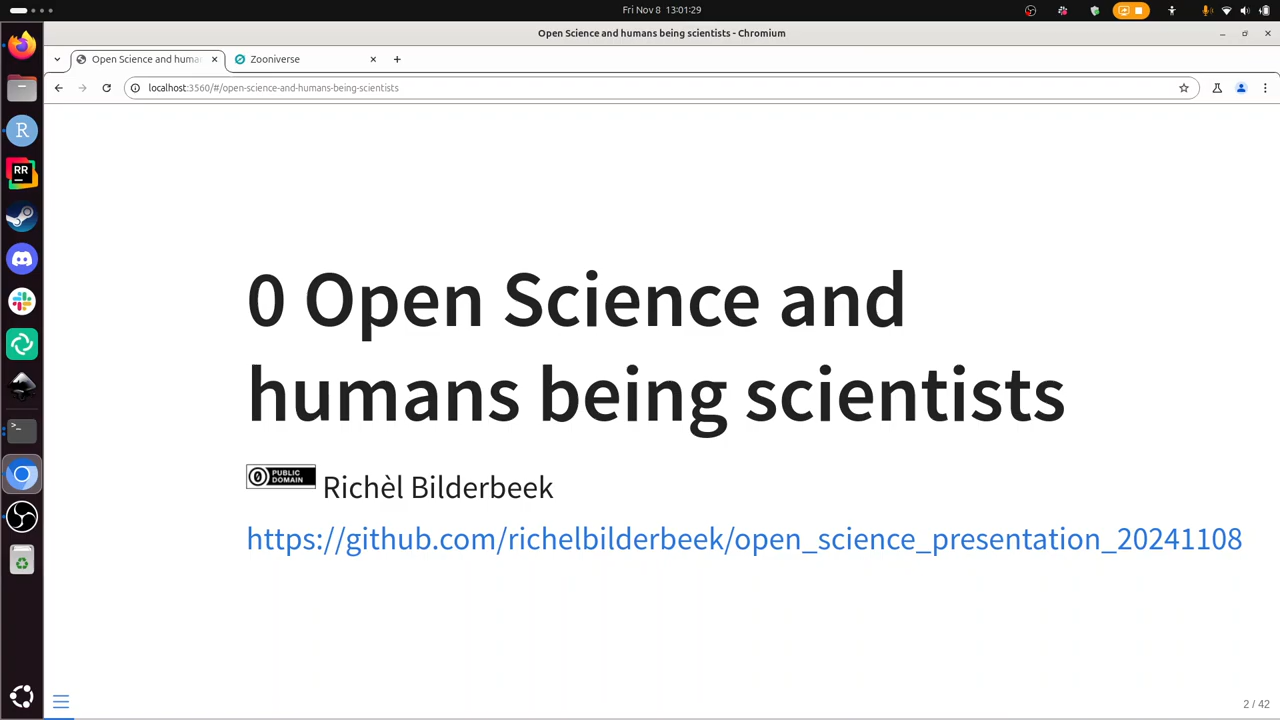 Fri Nov 8 13:01:29
Open Science and humans being scientists - Chromium
Open Science and huma
Zooniverse
localhost:3560/#/open-science-and-humans-being-scientists
R
RR
0 Open Science and
humans being scientists
0 PUBLIC
DOMAIN
Richèl Bilderbeek
https://github.com/richelbilderbeek/open_science_presentation_20241108
2 / 42